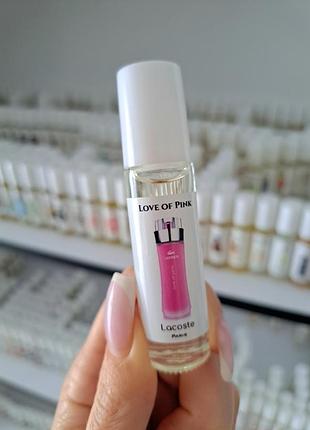 Love of Pink
Lacoste
Paris